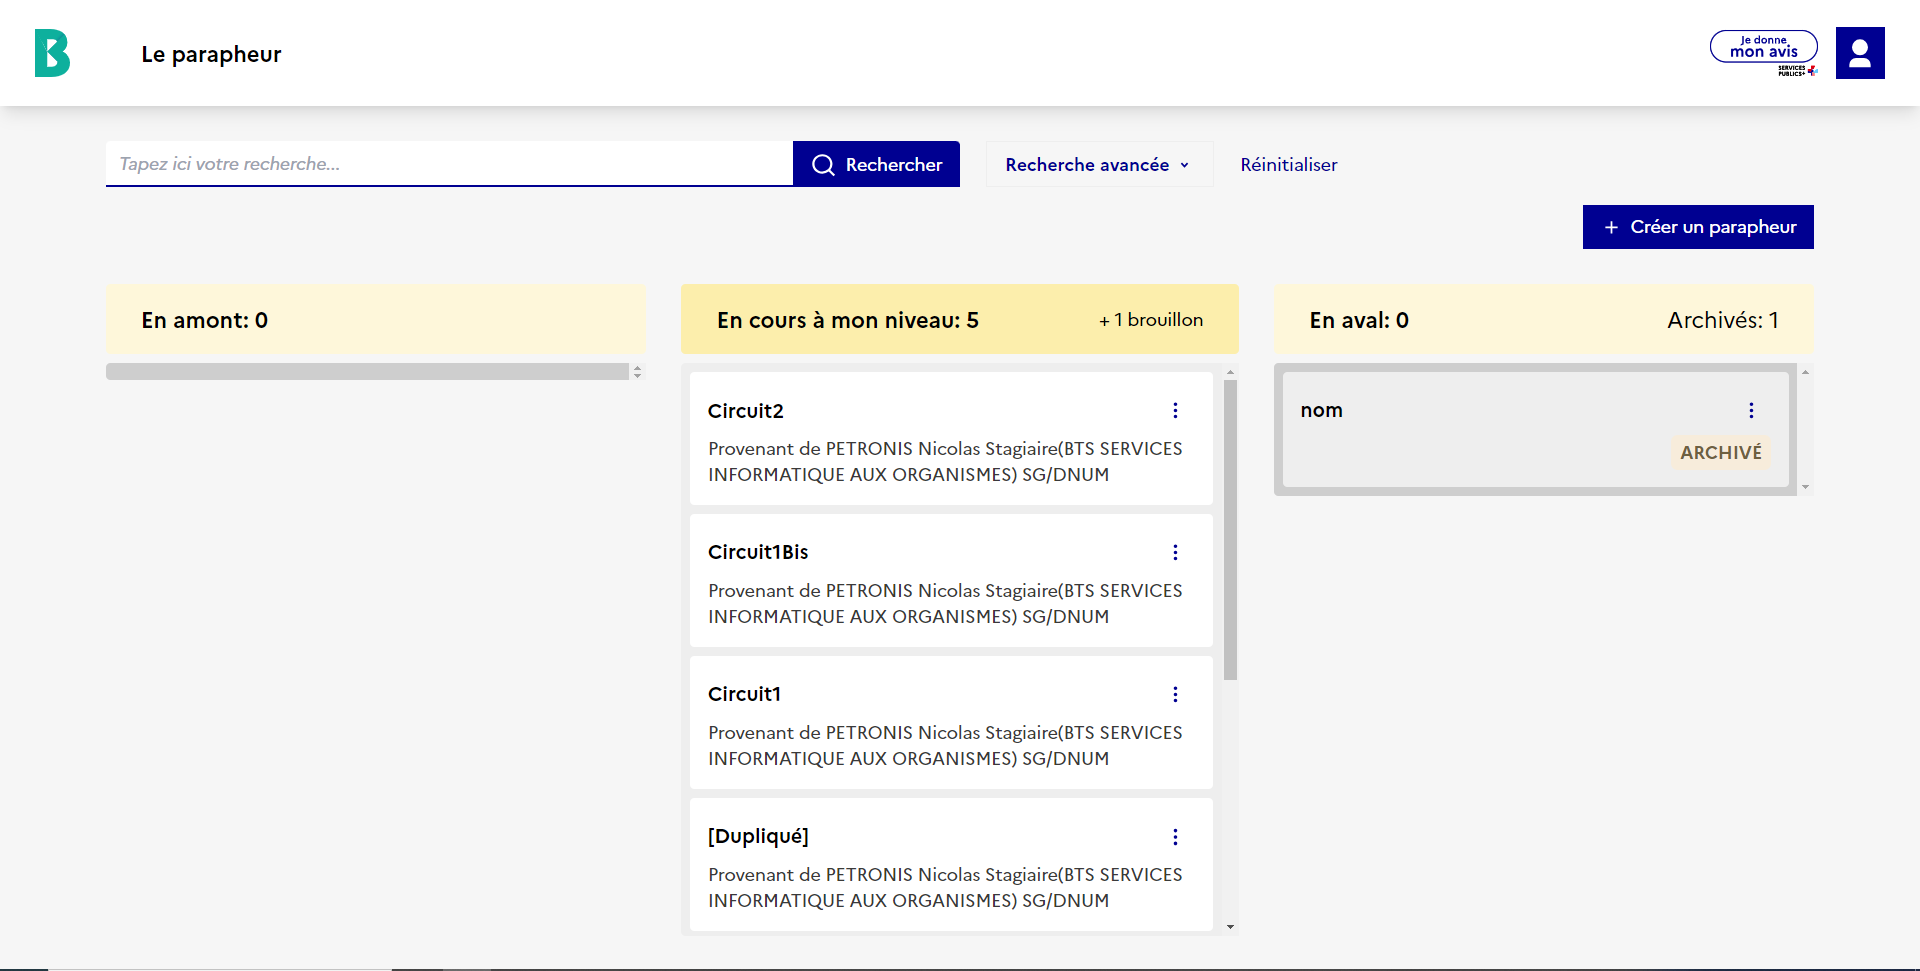 B
Le parapheur
Je donne
mon avis
SERVICES
PUBLICS+
Tapez ici votre recherche...
Rechercher
Recherche avancée
Réinitialiser
+ Créer un parapheur
En amont: 0
En cours à mon niveau: 5
+ 1 brouillon
Circuit2
Provenant de PETRONIS Nicolas Stagiaire(BTS SERVICES
INFORMATIQUE AUX ORGANISMES) SG/DNUM
Circuit1Bis
Provenant de PETRONIS Nicolas Stagiaire(BTS SERVICES
INFORMATIQUE AUX ORGANISMES) SG/DNUM
Circuit1
Provenant de PETRONIS Nicolas Stagiaire(BTS SERVICES
INFORMATIQUE AUX ORGANISMES) SG/DNUM
[Dupliqué]
Provenant de PETRONIS Nicolas Stagiaire(BTS SERVICES
INFORMATIQUE AUX ORGANISMES) SG/DNUM
En aval: 0
Archivés: 1
nom
ARCHIVÉ